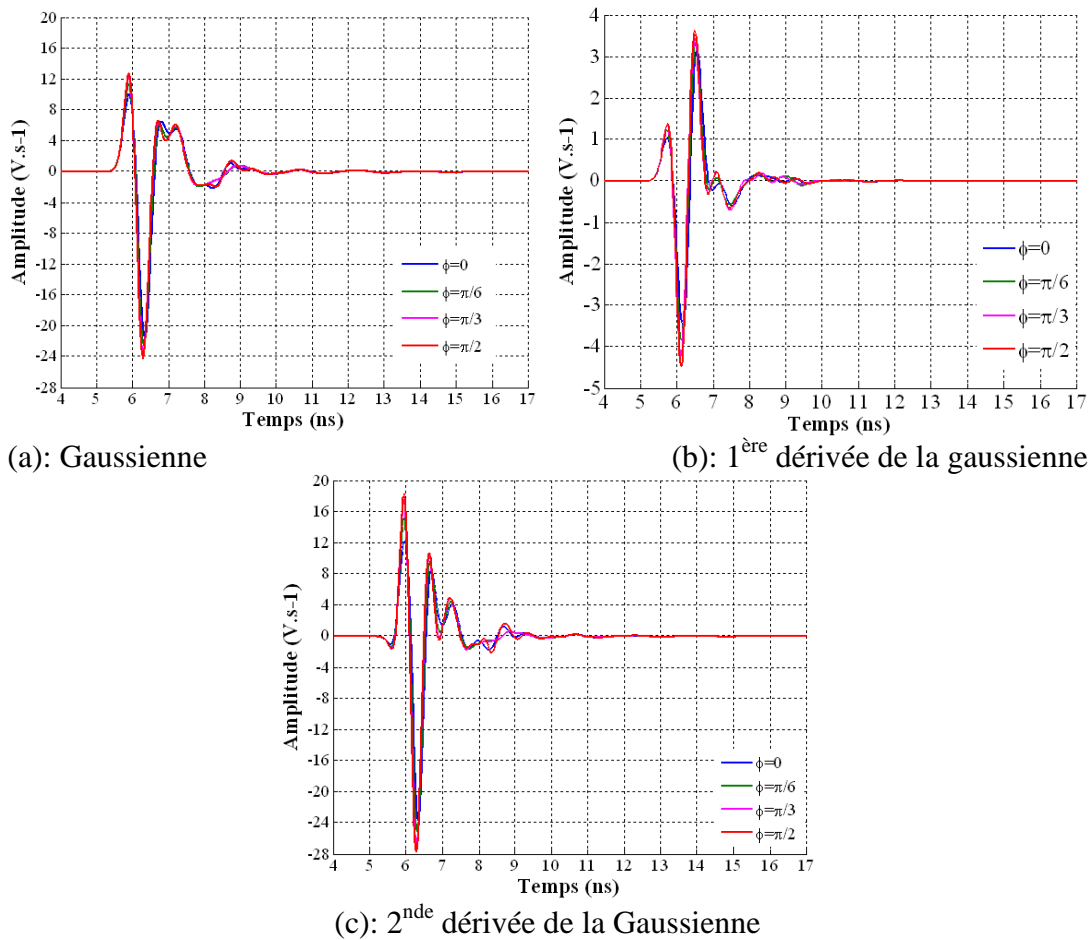 20
16
12
8
4
0
-4
-8
-12
-16
-20
-24
-28
Amplitude (V.s-1)
ϕ=0
ϕ=π/6
ϕ=π/3
ϕ=π/2
4 5 6 7 8 9 10 11 12 13 14 15 16 17
Temps (ns)
(a): Gaussienne
4
3
2
1
0
-1
-2
-3
-4
-5
Amplitude (V.s-1)
ϕ=0
ϕ=π/6
ϕ=π/3
ϕ=π/2
4 5 6 7 8 9 10 11 12 13 14 15 16 17
Temps (ns)
(b): 1ère dérivée de la gaussienne
20
16
12
8
4
0
-4
-8
-12
-16
-20
-24
-28
Amplitude (V.s-1)
ϕ=0
ϕ=π/6
ϕ=π/3
ϕ=π/2
4 5 6 7 8 9 10 11 12 13 14 15 16 17
Temps (ns)
(c): 2nde dérivée de la Gaussienne